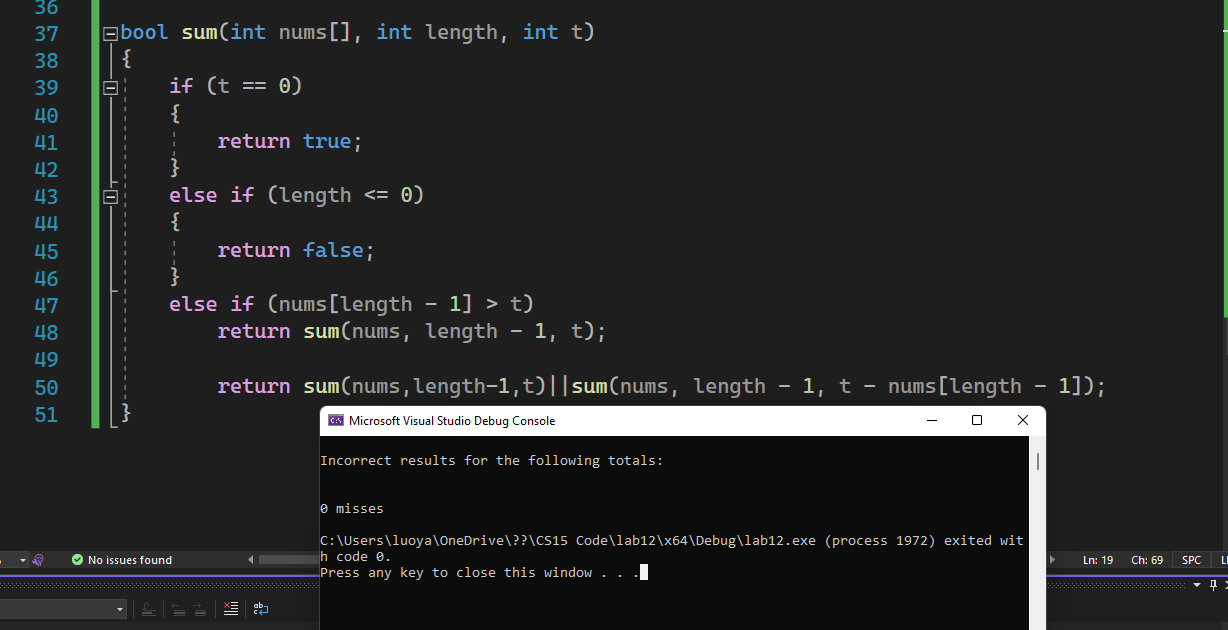 36
37 bool sum(int nums[], int length, int t)
38 {
39 if (t == 0)
40 {
41 return true;
42 }
43 else if (length <= 0)
44 {
45 return false;
46 }
47 else if (nums[length - 1] > t)
48 return sum(nums, length - 1, t);
49
50 return sum(nums,length-1,t)||sum(nums, length - 1, t - nums[length - 1]);
51 }
Microsoft Visual Studio Debug Console
Incorrect results for the following totals:
0 misses
C:\Users\luoya\OneDrive\??\CS15 Code\lab12\x64\Debug\lab12.exe (process 1972) exited wit
h code 0.
Press any key to close this window . . .
No issues found
Ln: 19 Ch: 69 SPC